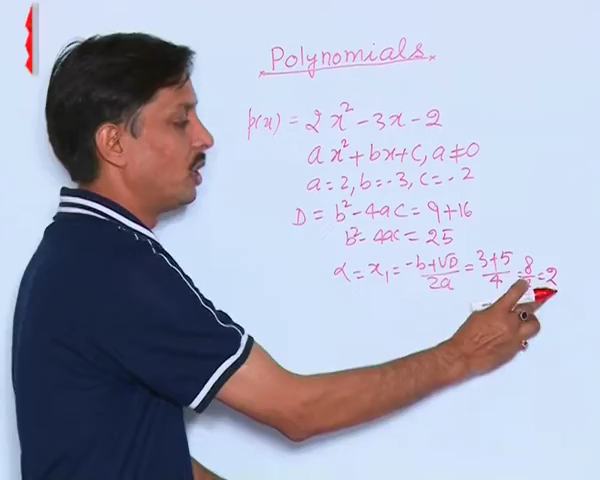 Polynomials
p(x) = 2x² - 3x - 2
ax² + bx + c, a ≠ 0
a = 2, b = -3, c = -2
D = b² - 4ac = 9 + 16
b² - 4ac = 25
α = x₁ = -b+√D/2a = 3+5/4 = 8/ = 2